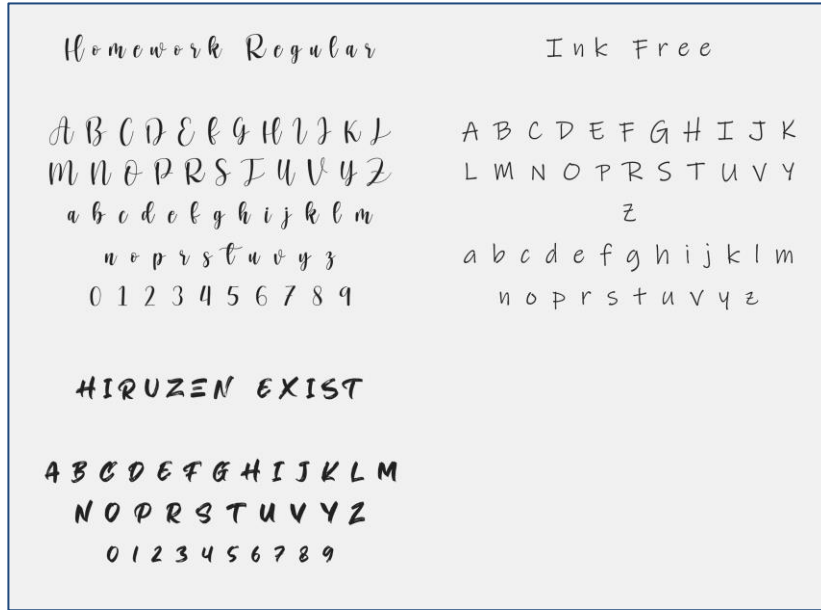 Homework Regular
A B C D E F G H I J K L
M N O P R S T U V Y Z
a b c d e f g h i j k l m
n o p r s t u v y z
0 1 2 3 4 5 6 7 8 9
HIRUZEN EXIST
A B C D E F G H I J K L M
N O P R S T U V Y Z
0 1 2 3 4 5 6 7 8 9
Ink Free
A B C D E F G H I J K
L M N O P R S T U V Y
Z
a b c d e f g h i j k l m
n o p r s t u v y z